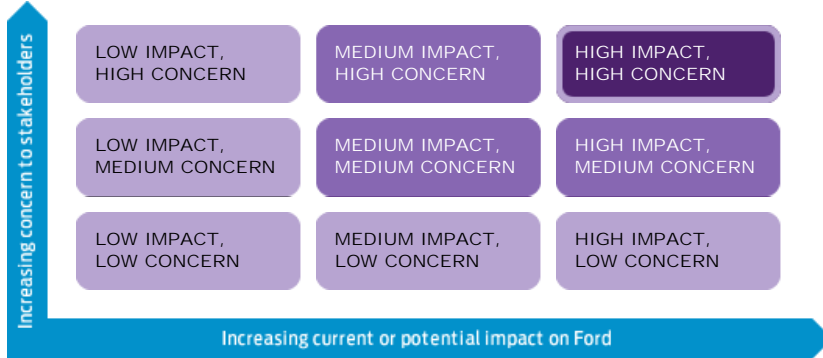 Increasing concern to stakeholders
LOW IMPACT,
HIGH CONCERN
MEDIUM IMPACT,
HIGH CONCERN
HIGH IMPACT,
HIGH CONCERN
LOW IMPACT,
MEDIUM CONCERN
MEDIUM IMPACT,
MEDIUM CONCERN
HIGH IMPACT,
MEDIUM CONCERN
LOW IMPACT,
LOW CONCERN
MEDIUM IMPACT,
LOW CONCERN
HIGH IMPACT,
LOW CONCERN
Increasing current or potential impact on Ford